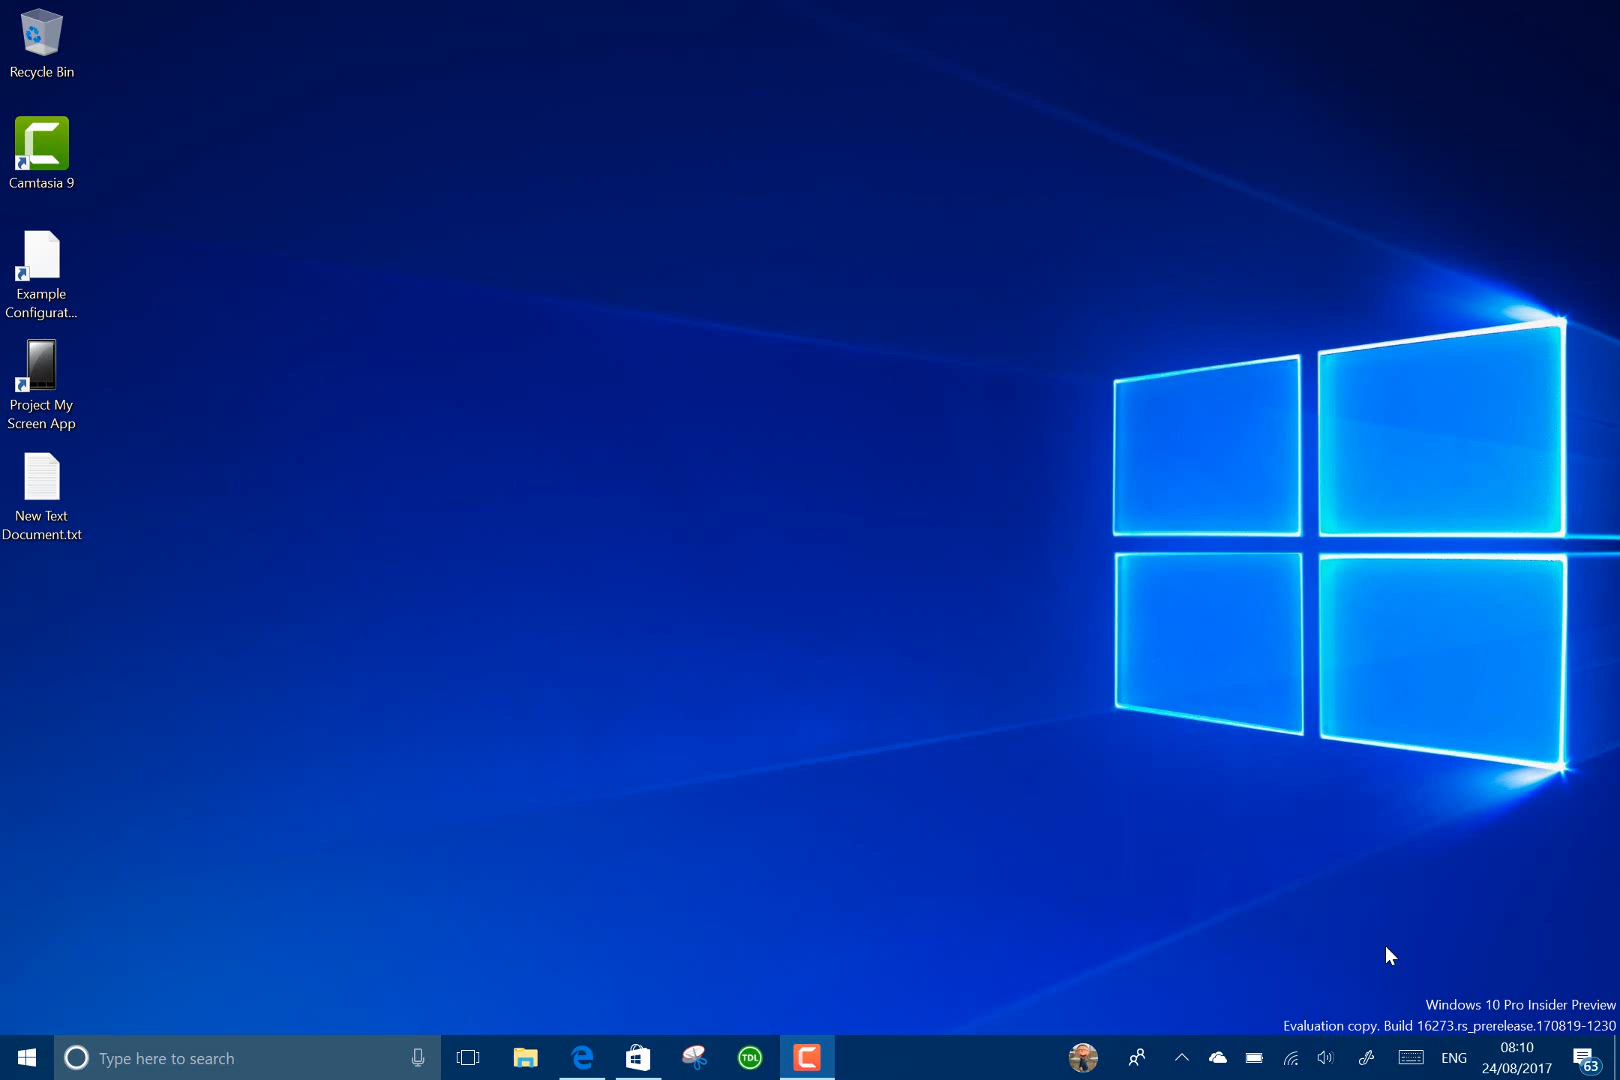 Recycle Bin
Camtasia 9
Example
Configurat...
Project My
Screen App
New Text
Document.txt
Windows 10 Pro Insider Preview
Evaluation copy. Build 16273.rs_prerelease.170819-1230
Type here to search
TDL
ENG
08:10
24/08/2017
63